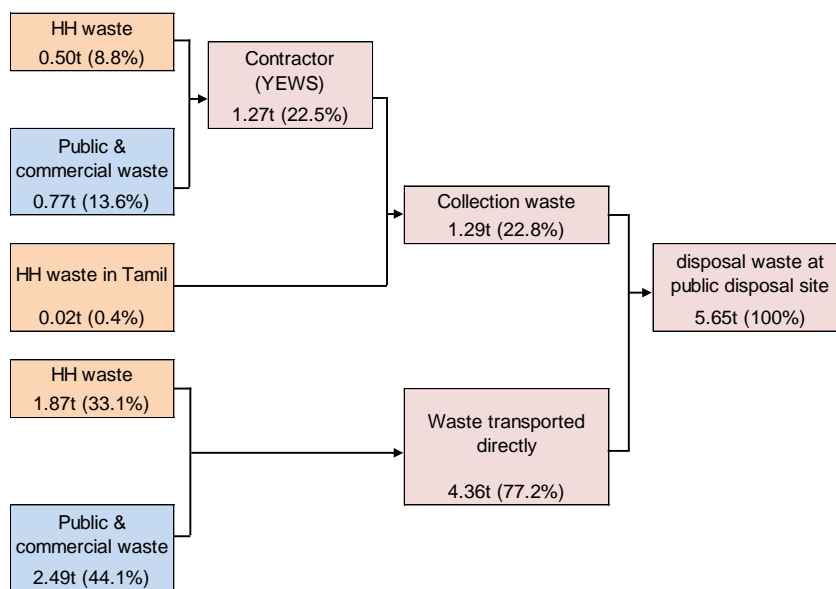 HH waste
0.50t (8.8%)
Public &
commercial waste
0.77t (13.6%)
Contractor
(YEWS)
1.27t (22.5%)
HH waste in Tamil
0.02t (0.4%)
Collection waste
1.29t (22.8%)
HH waste
1.87t (33.1%)
Public &
commercial waste
2.49t (44.1%)
Waste transported
directly
4.36t (77.2%)
disposal waste at
public disposal site
5.65t (100%)